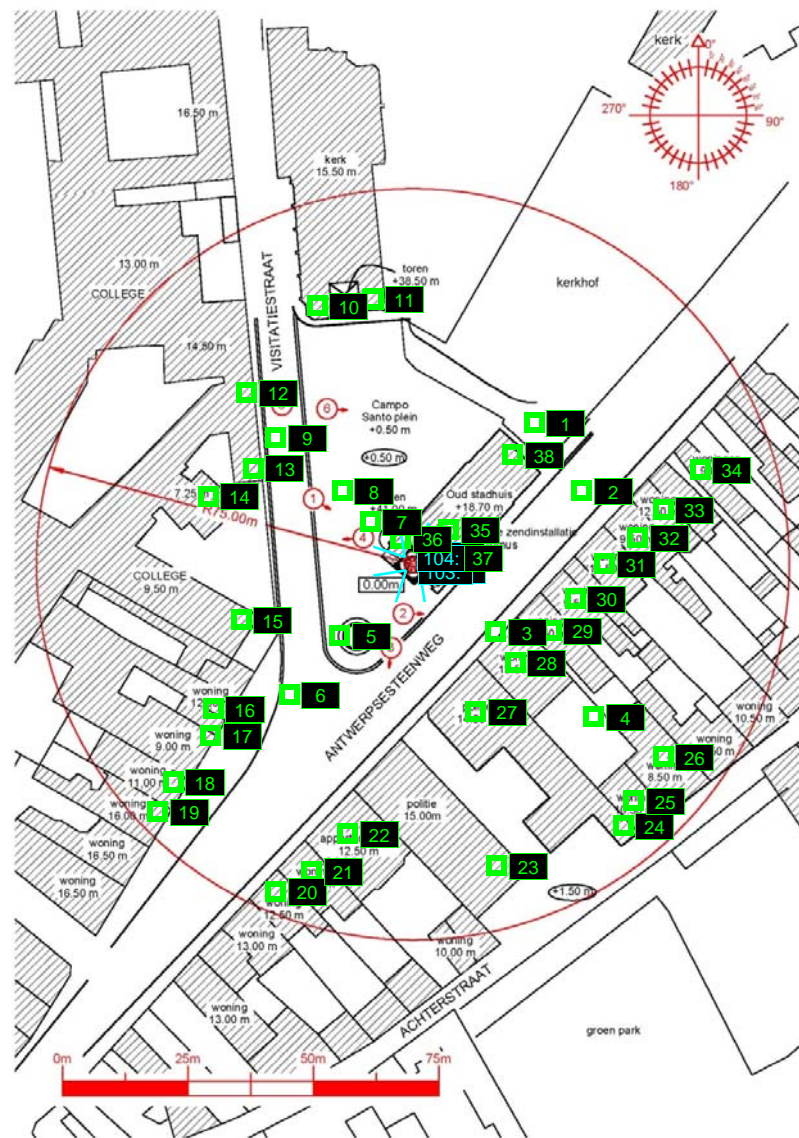 kerk
0°
270°
90°
180°
16.50 m
kerk
15.50 m
13.00 m
COLLEGE
toren
+38.50 m
kerkhof
10
11
VISITATIESTRAAT
14.50 m
12
6
Campo
Santo plein
+0.50 m
1
9
38
+0.50 m
13
34
14
7.25
R75.00m
8
2
Oud stadhuis
+18.70 m
woning
33
1
7
35
zendinstallatie
4
36
32
104:
37
103:
31
0.00m
COLLEGE
9.50 m
30
2
15
5
3
29
28
ANTWERPSESTEENWEG
woning
6
16
27
4
woning
10.50 m
woning
9.00 m
17
woning
26
8.50 m
woning
11.00 m
18
25
woning
16.00 m
19
politie
15.00m
24
22
12.50 m
woning
16.50 m
21
23
woning
16.50 m
20
+1.50 m
12.50 m
woning
13.00 m
woning
10.00 m
woning
13.00 m
ACHTERSTRAAT
groen park
0m
25m
50m
75m